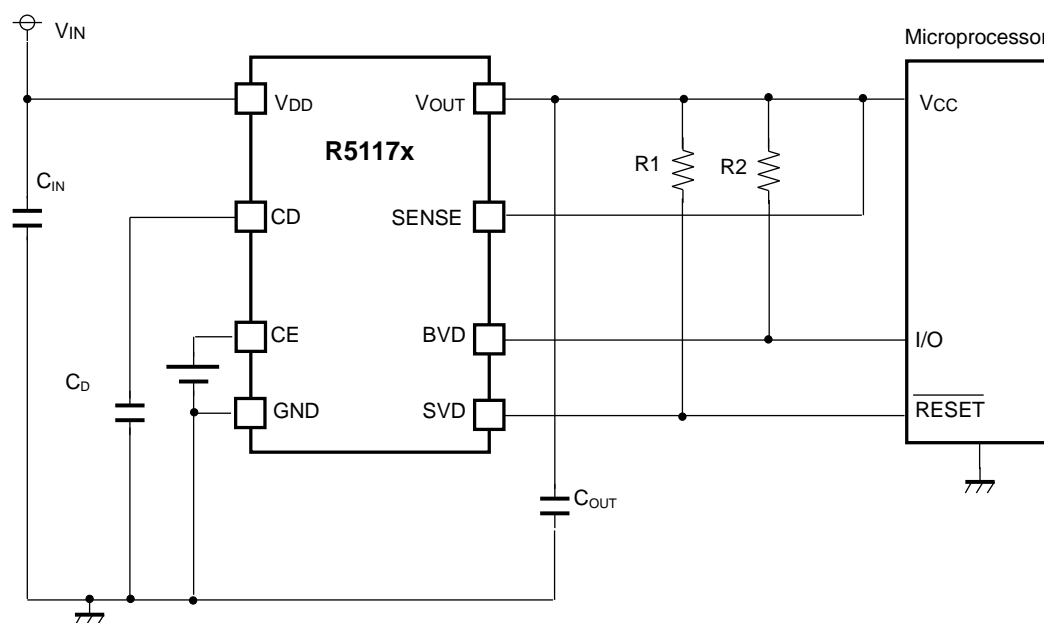 VIN
Microprocessor
VDD
VOUT
VCC
R5117x
R1
R2
CIN
CD
SENSE
CE
BVD
I/O
CD
GND
SVD
RESET
COUT